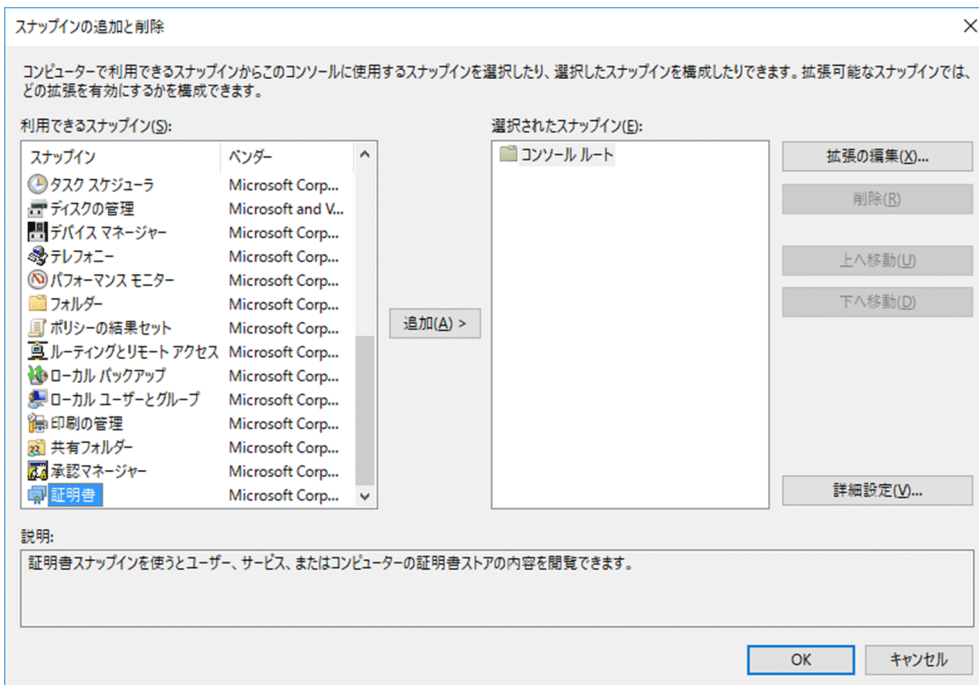 スナップインの追加と削除
コンピューターで利用できるスナップインからこのコンソールに使用するスナップインを選択したり、選択したスナップインを構成したりできます。拡張可能なスナップインでは、
どの拡張を有効にするかを構成できます。
利用できるスナップイン(S):
スナップイン ベンダー
タスク スケジューラ Microsoft Corp...
ディスクの管理 Microsoft and V...
デバイス マネージャー Microsoft Corp...
テレフォニー Microsoft Corp...
パフォーマンス モニター Microsoft Corp...
フォルダー Microsoft Corp...
ポリシーの結果セット Microsoft Corp...
ルーティングとリモート アクセス Microsoft Corp...
ローカル バックアップ Microsoft Corp...
ローカル ユーザーとグループ Microsoft Corp...
印刷の管理 Microsoft Corp...
共有フォルダー Microsoft Corp...
承認マネージャー Microsoft Corp...
証明書 Microsoft Corp...
追加(A) >
選択されたスナップイン(E):
コンソール ルート
拡張の編集(X)...
削除(R)
上へ移動(U)
下へ移動(D)
詳細設定(V)...
説明:
証明書スナップインを使うとユーザー、サービス、またはコンピューターの証明書ストアの内容を閲覧できます。
OK
キャンセル